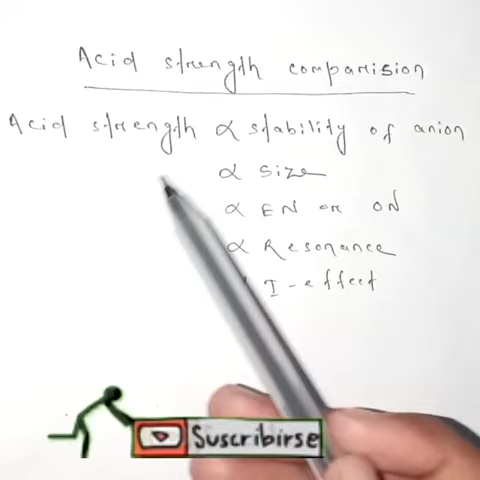 Acid strength comparision
Acid strength ∝ stability of anion
∝ Size
∝ EN or ON
∝ Resonance
I-effect
Suscribirse